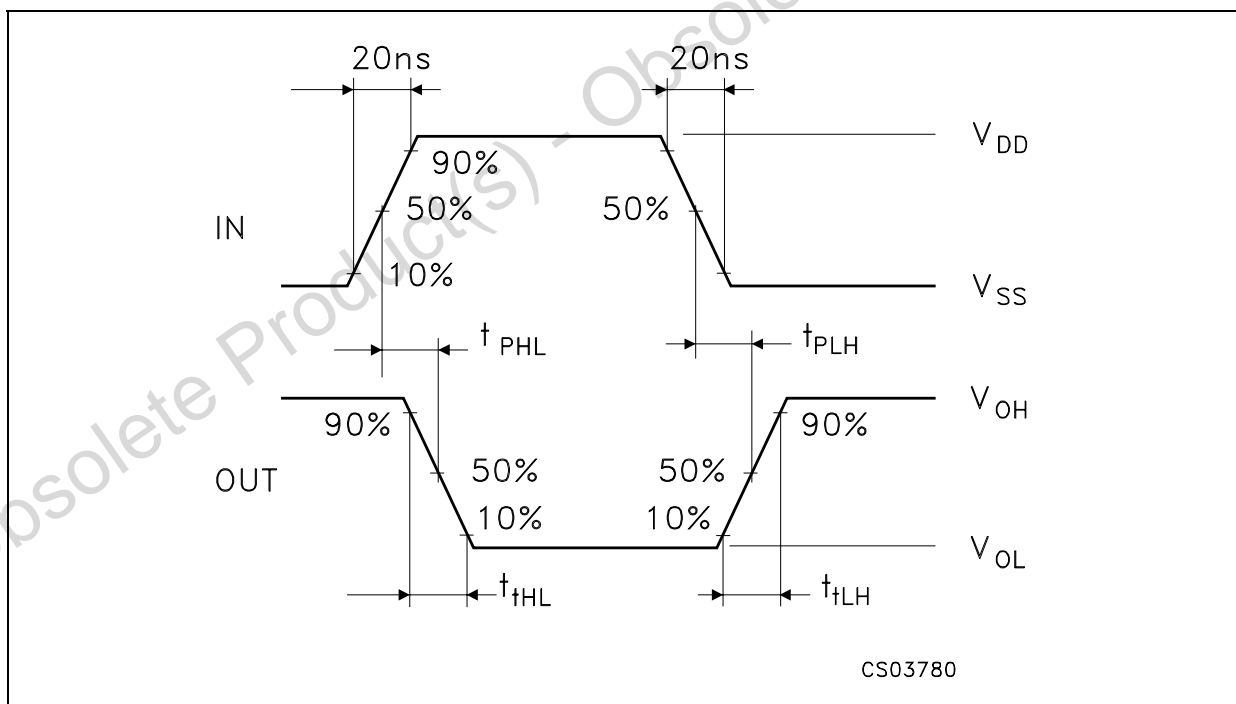 20ns 20ns
V_DD
90%
50% 50%
IN
10%
V_SS
t_PHL t_PLH
V_OH
90% 90%
OUT
50% 50%
10% 10%
V_OL
t_tHL t_tLH
CS03780
Obsolete Product(s) - Obsole